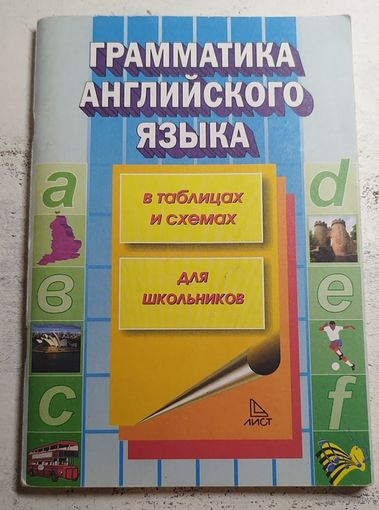 ГРАММАТИКА
АНГЛИЙСКОГО
ЯЗЫКА
a
в
c
в таблицах
и схемах
для
школьников
d
e
f
ЛИСТ